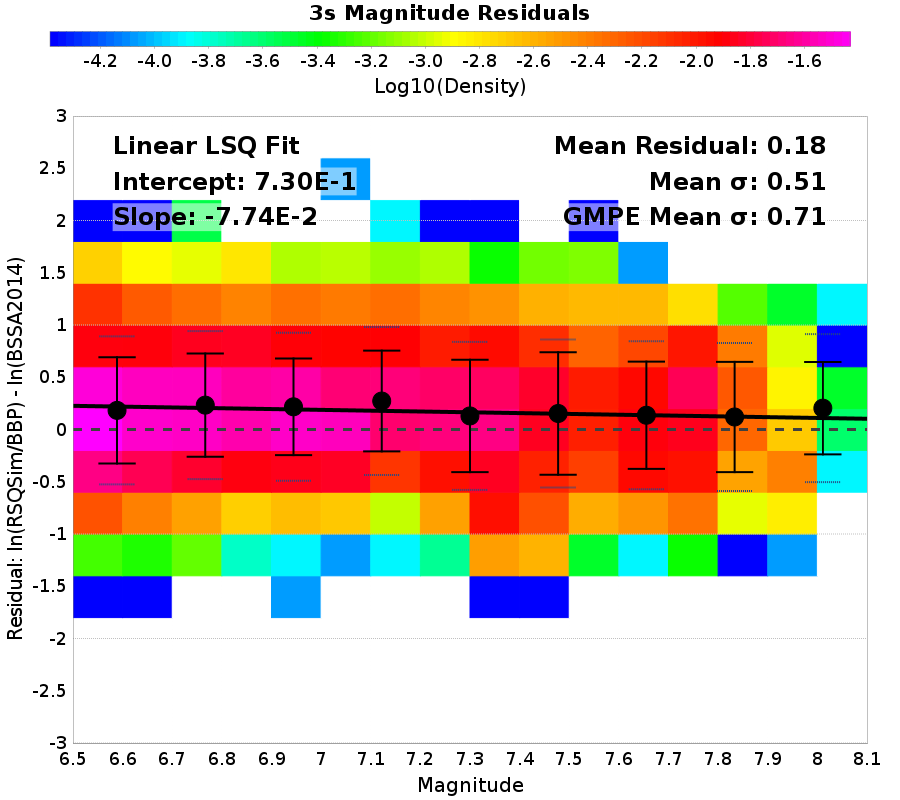 3s Magnitude Residuals
-4.2 -4.0 -3.8 -3.6 -3.4 -3.2 -3.0 -2.8 -2.6 -2.4 -2.2 -2.0 -1.8 -1.6
Log10(Density)
Linear LSQ Fit
Intercept: 7.30E-1
Slope: -7.74E-2
Mean Residual: 0.18
Mean σ: 0.51
GMPE Mean σ: 0.71
Residual: ln(RSQSim/BBP) - ln(BSSA2014)
3
2.5
2
1.5
1
0.5
0
-0.5
-1
-1.5
-2
-2.5
-3
6.5 6.6 6.7 6.8 6.9 7 7.1 7.2 7.3 7.4 7.5 7.6 7.7 7.8 7.9 8 8.1
Magnitude